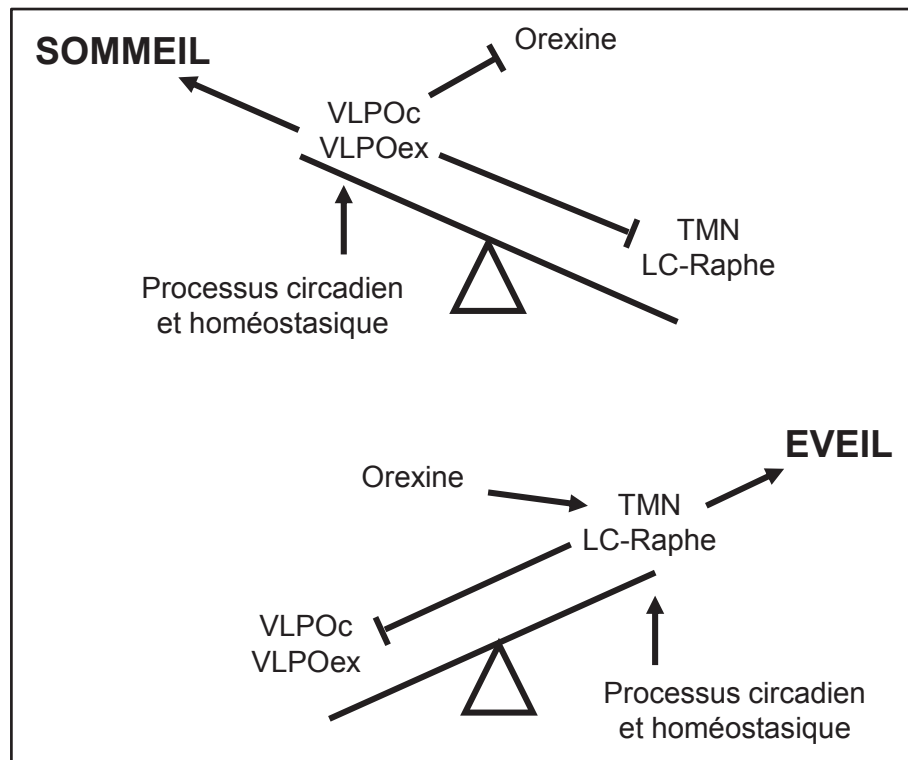 SOMMEIL
Orexine
VLPOc
VLPOex
TMN
LC-Raphe
Processus circadien
et homéostasique
EVEIL
Orexine
TMN
LC-Raphe
VLPOc
VLPOex
Processus circadien
et homéostasique